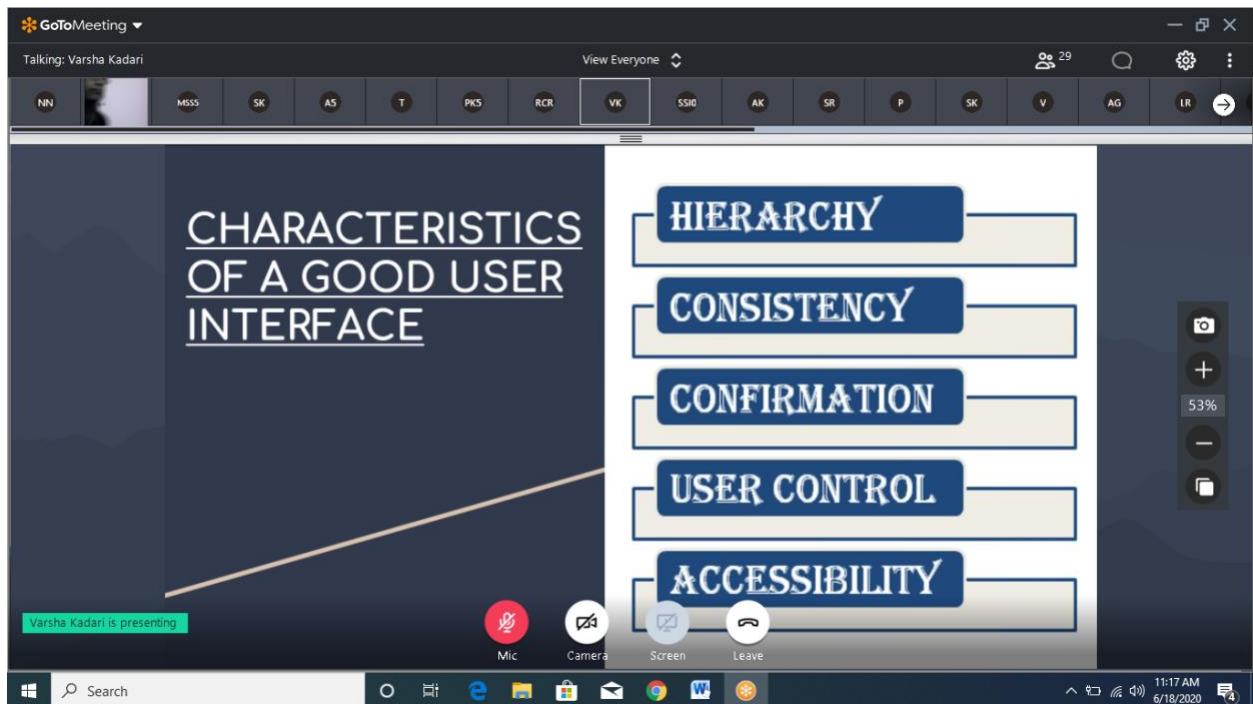 GoToMeeting
Talking: Varsha Kadari
View Everyone
29
NN MSSS SK AS T PKS RCR VK SSIG AK SR P SK V AG LR
CHARACTERISTICS
OF A GOOD USER
INTERFACE
HIERARCHY
CONSISTENCY
CONFIRMATION
USER CONTROL
ACCESSIBILITY
53%
Varsha Kadari is presenting
Mic Camera Screen Leave
Search
11:17 AM
6/18/2020
4